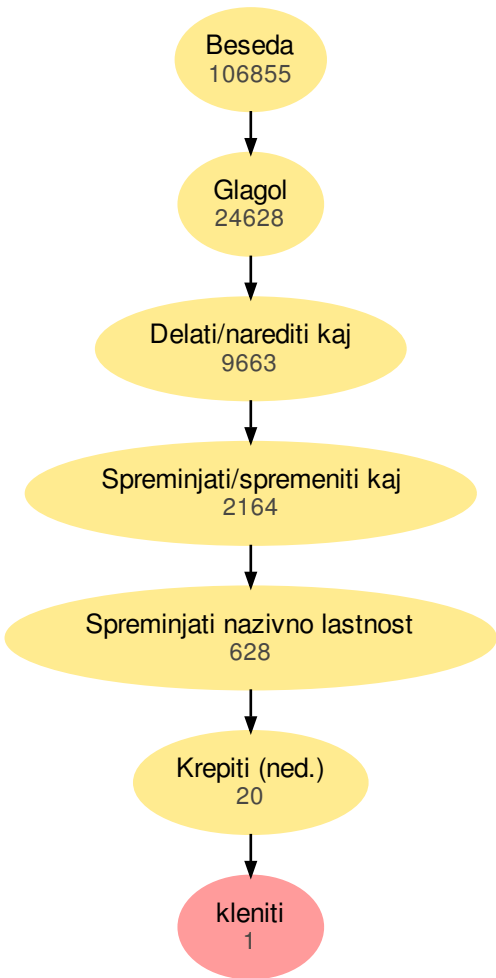 Beseda
106855
Glagol
24628
Delati/narediti kaj
9663
Spreminjati/spremeniti kaj
2164
Spreminjati nazivno lastnost
628
Krepiti (ned.)
20
kleniti
1